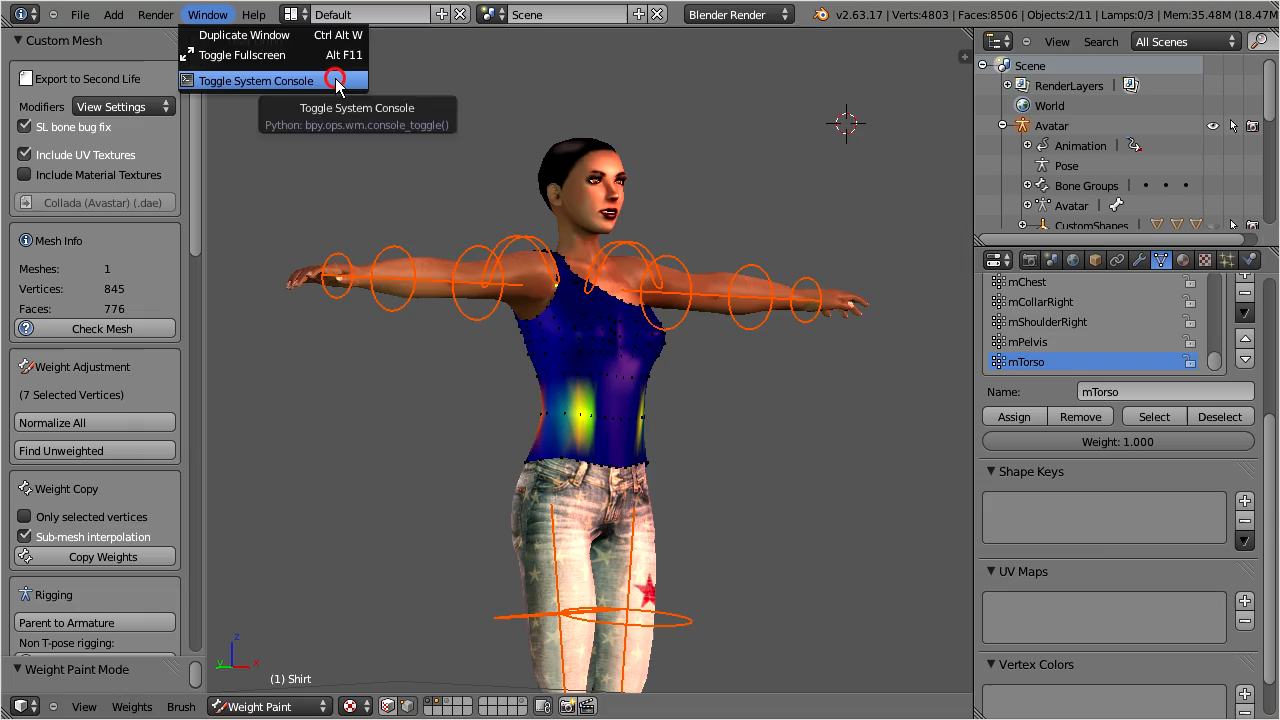 File Add Render Window Help Default Scene Blender Render v2.63.17 | Verts:4803 | Faces:8506 | Objects:2/11 | Lamps:0/3 | Mem:35.48M (18.47M
Duplicate Window Ctrl Alt W
Toggle Fullscreen Alt F11
Toggle System Console
Toggle System Console
Python: bpy.ops.wm.console_toggle()
Custom Mesh
Export to Second Life
Modifiers View Settings
SL bone bug fix
Include UV Textures
Include Material Textures
Collada (Avastar) (.dae)
Mesh Info
Meshes: 1
Vertices: 845
Faces: 776
Check Mesh
Weight Adjustment
(7 Selected Vertices)
Normalize All
Find Unweighted
Weight Copy
Only selected vertices
Sub-mesh interpolation
Copy Weights
Rigging
Parent to Armature
Non T-pose rigging:
Weight Paint Mode
z
y x
(1) Shirt
View Weights Brush Weight Paint
View Search All Scenes
Scene
RenderLayers
World
Avatar
Animation
Pose
Bone Groups
Avatar
CustomShapes
mChest
mCollarRight
mShoulderRight
mPelvis
mTorso
Name: mTorso
Assign Remove Select Deselect
Weight: 1.000
Shape Keys
UV Maps
Vertex Colors